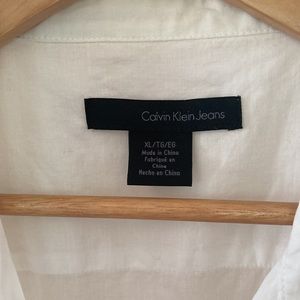 Calvin Klein Jeans
XL/TG/EG
Made in China
Fabriqué en
Chine
Hecho en China